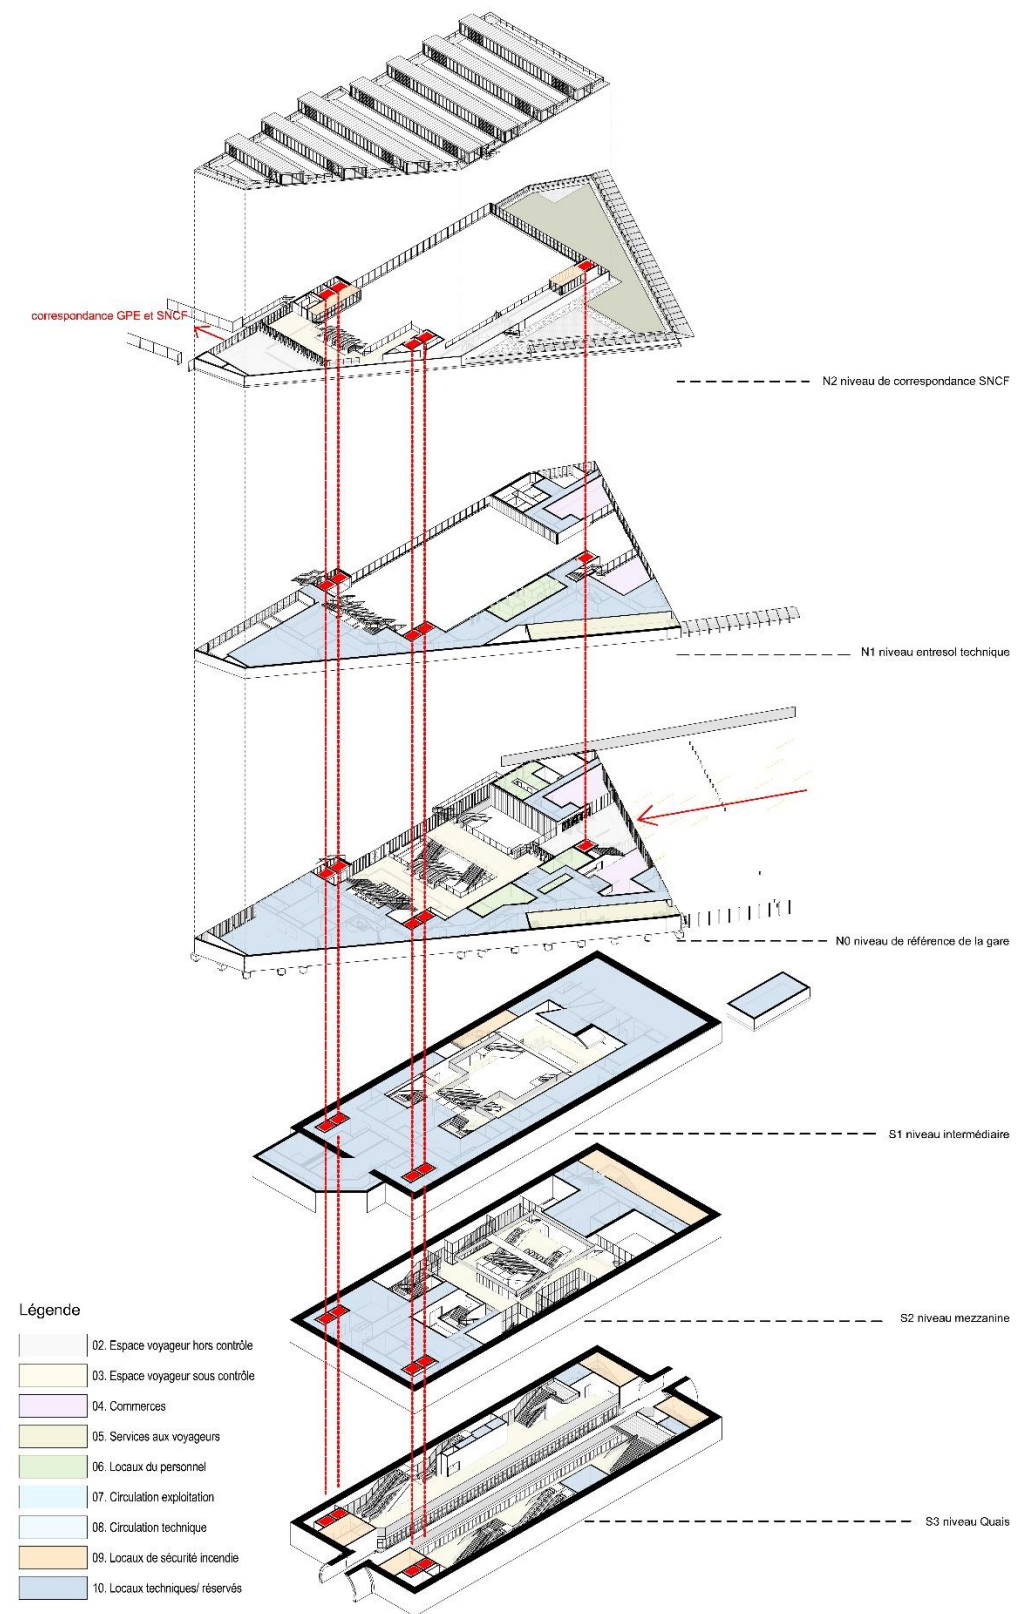 correspondance GPE et SNCF
N2 niveau de correspondance SNCF
N1 niveau entresol technique
N0 niveau de référence de la gare
S1 niveau intermédiaire
S2 niveau mezzanine
S3 niveau Quais
Légende
02. Espace voyageur hors contrôle
03. Espace voyageur sous contrôle
04. Commerces
05. Services aux voyageurs
06. Locaux du personnel
07. Circulation exploitation
08. Circulation technique
09. Locaux de sécurité incendie
10. Locaux techniques/ réservés